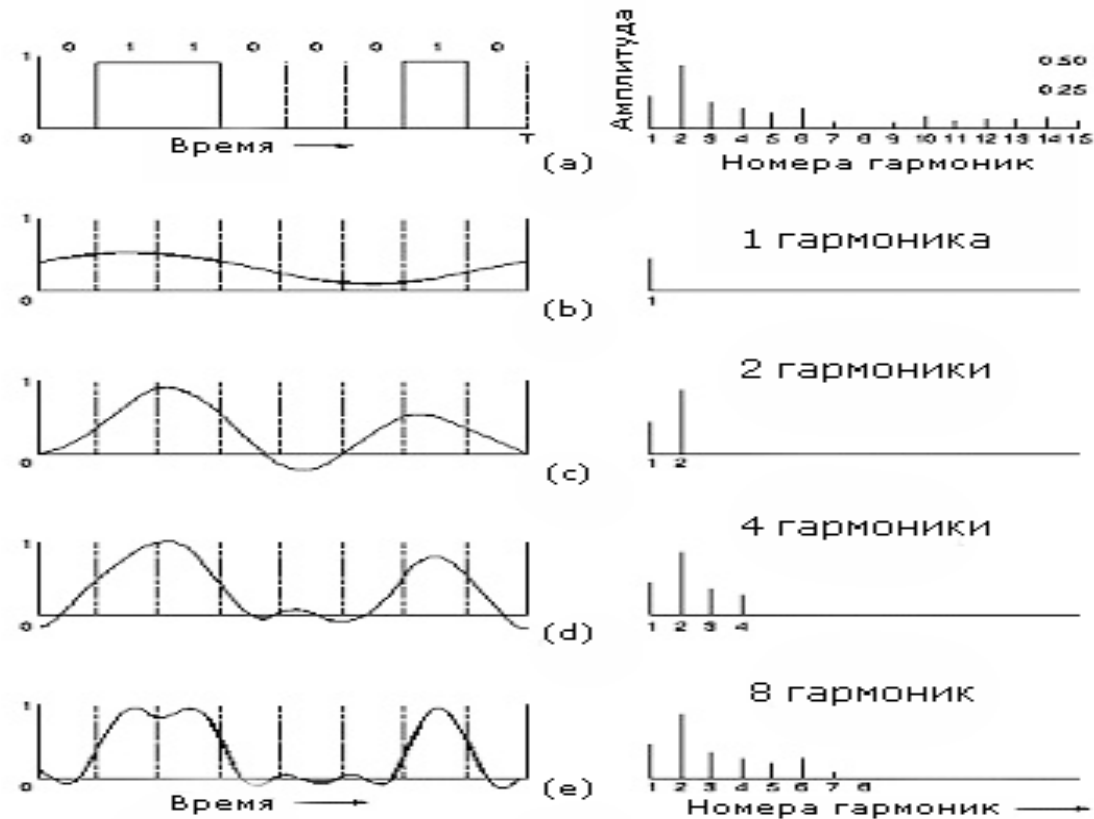 0 1 1 0 0 0 1 0
1
0
T
Время
(a)
Амплитуда
0.50
0.25
1 2 3 4 5 6 7 8 9 10 11 12 13 14 15
Номера гармоник
1
0
(b)
1 гармоника
1
1
0
(c)
2 гармоники
1 2
1
0
(d)
4 гармоники
1 2 3 4
1
0
Время
(e)
8 гармоник
1 2 3 4 5 6 7 8
Номера гармоник